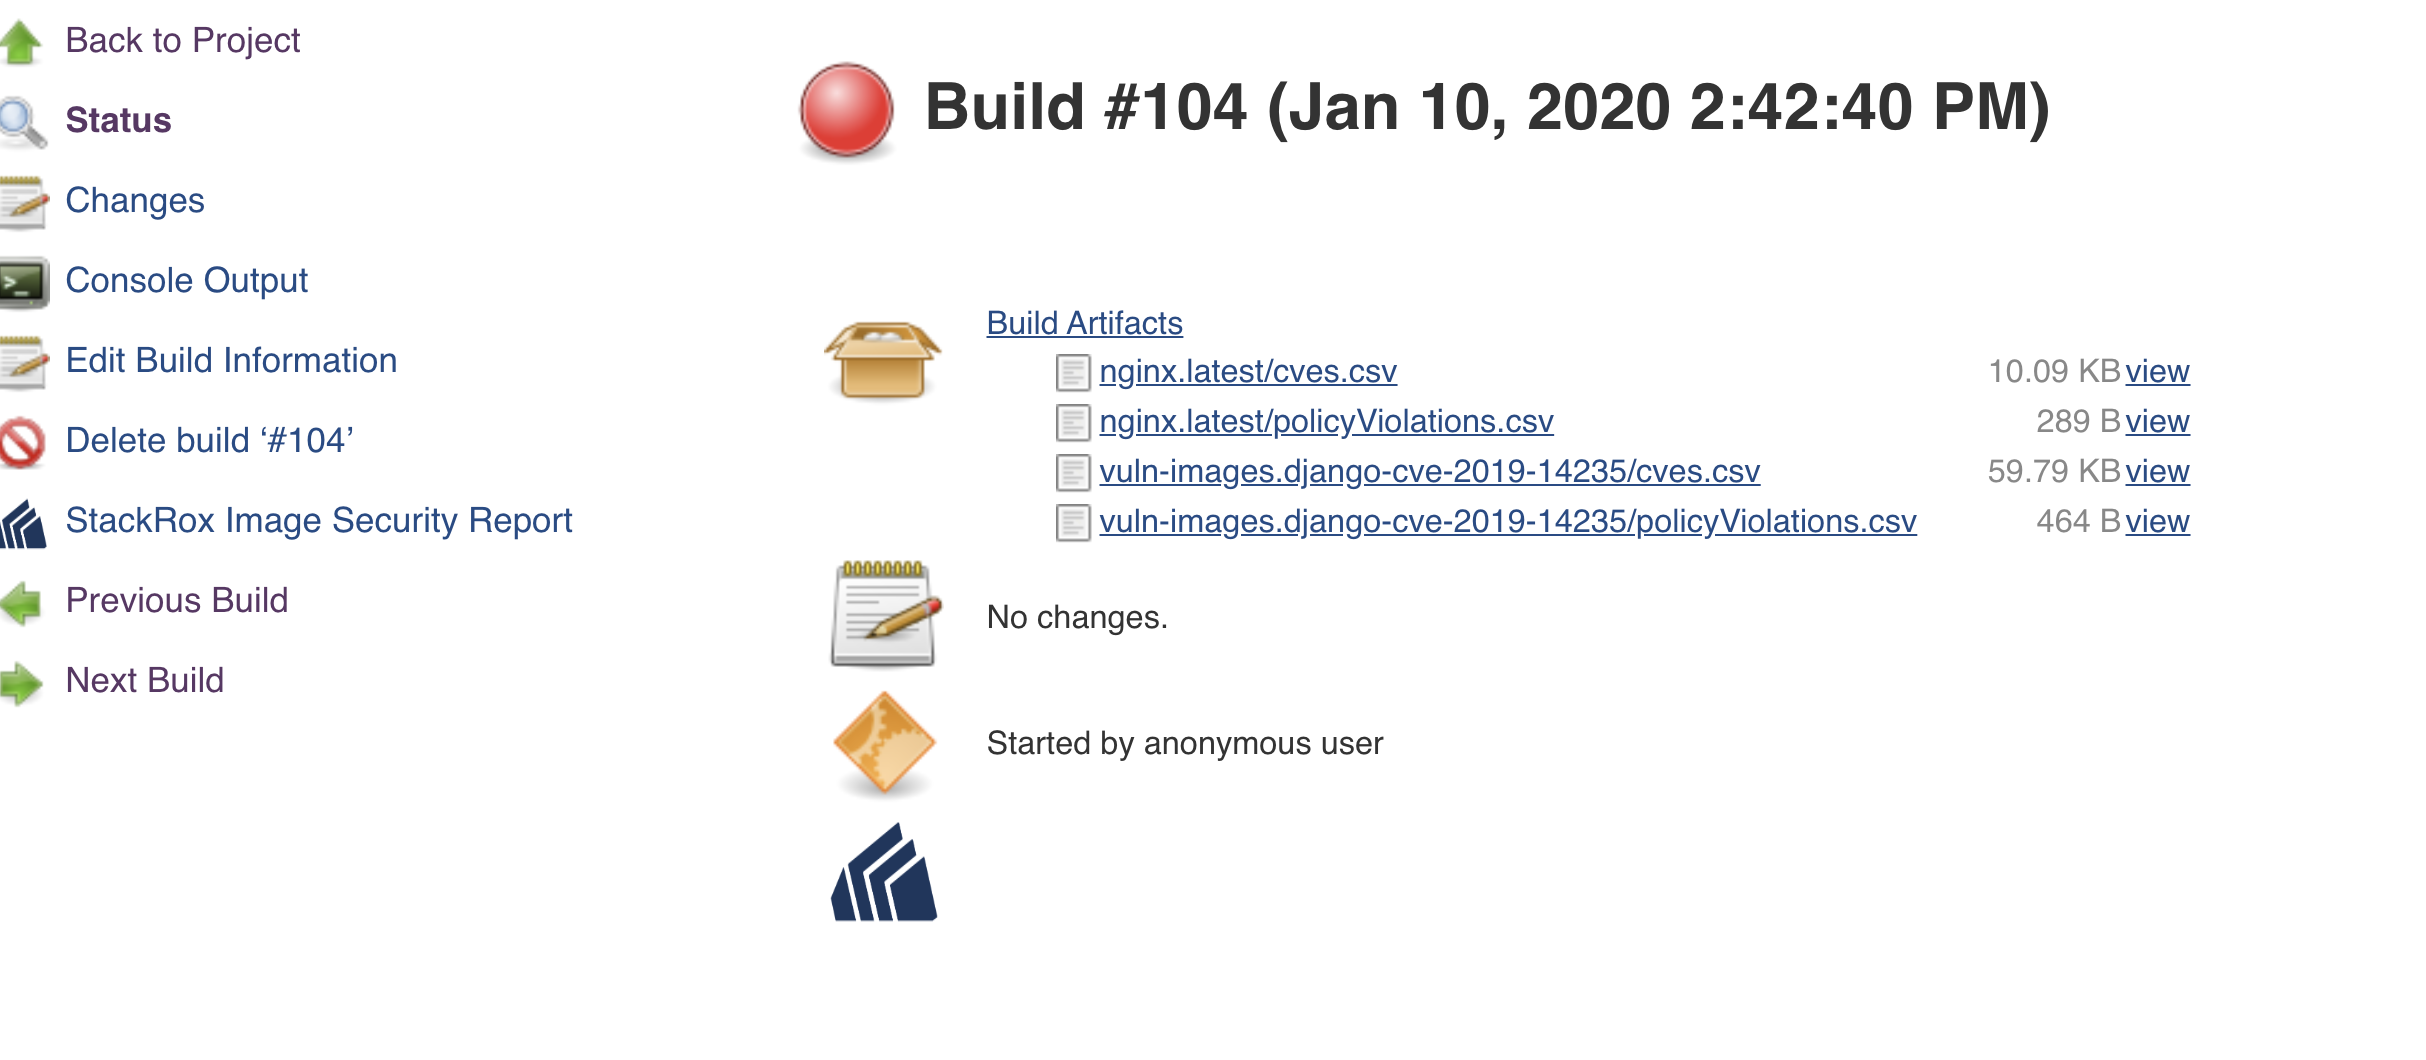 Back to Project
Status
Changes
Console Output
Edit Build Information
Delete build ‘#104’
StackRox Image Security Report
Previous Build
Next Build
Build #104 (Jan 10, 2020 2:42:40 PM)
Build Artifacts
nginx.latest/cves.csv 10.09 KB view
nginx.latest/policyViolations.csv 289 B view
vuln-images.django-cve-2019-14235/cves.csv 59.79 KB view
vuln-images.django-cve-2019-14235/policyViolations.csv 464 B view
No changes.
Started by anonymous user